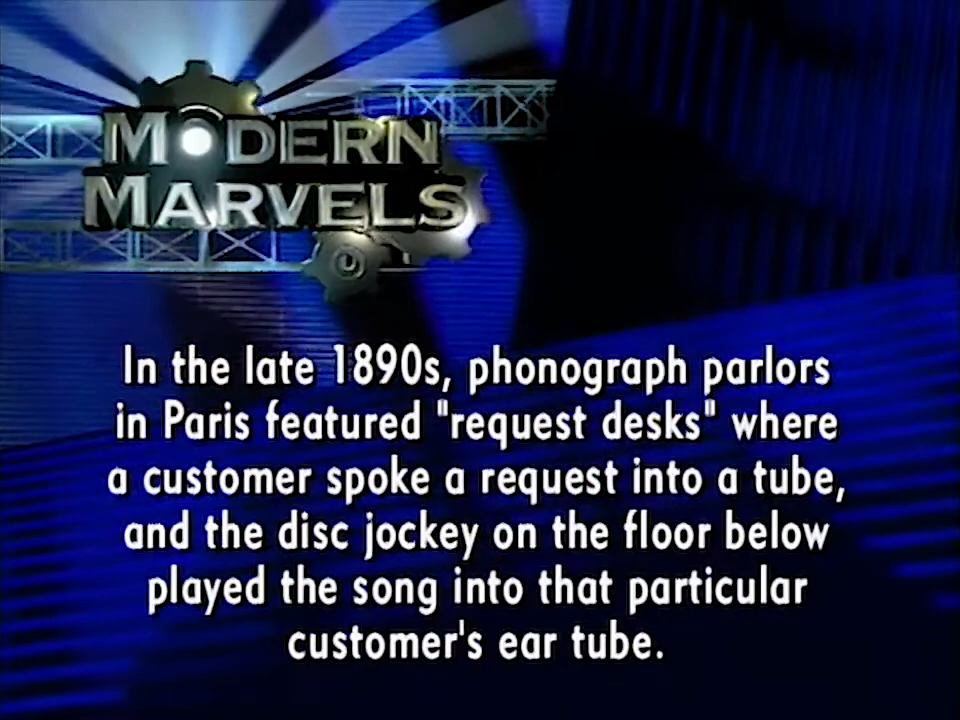 MODERN
MARVELS
In the late 1890s, phonograph parlors
in Paris featured "request desks" where
a customer spoke a request into a tube,
and the disc jockey on the floor below
played the song into that particular
customer's ear tube.